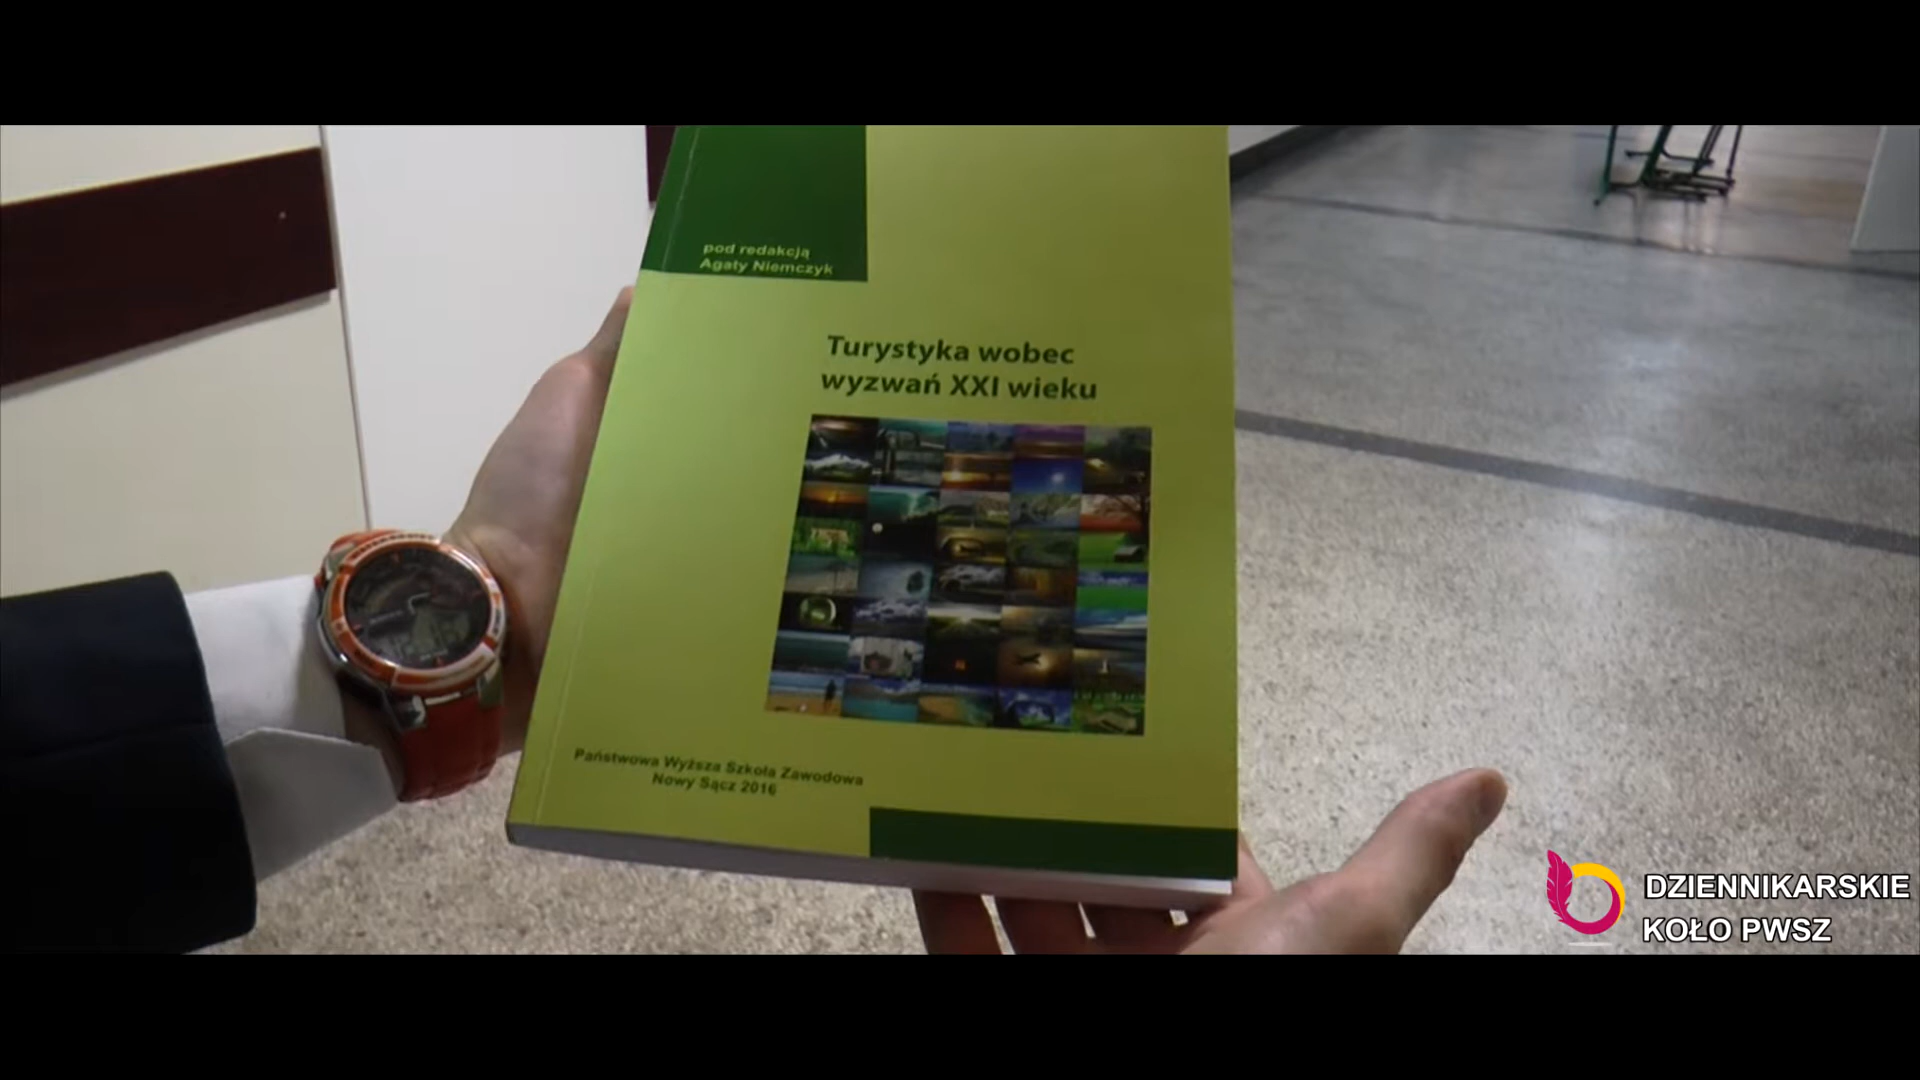 pod redakcją
Agaty Niemczyk
Turystyka wobec
wyzwań XXI wieku
Państwowa Wyższa Szkoła Zawodowa
Nowy Sącz 2016
DZIENNIKARSKIE
KOŁO PWSZ